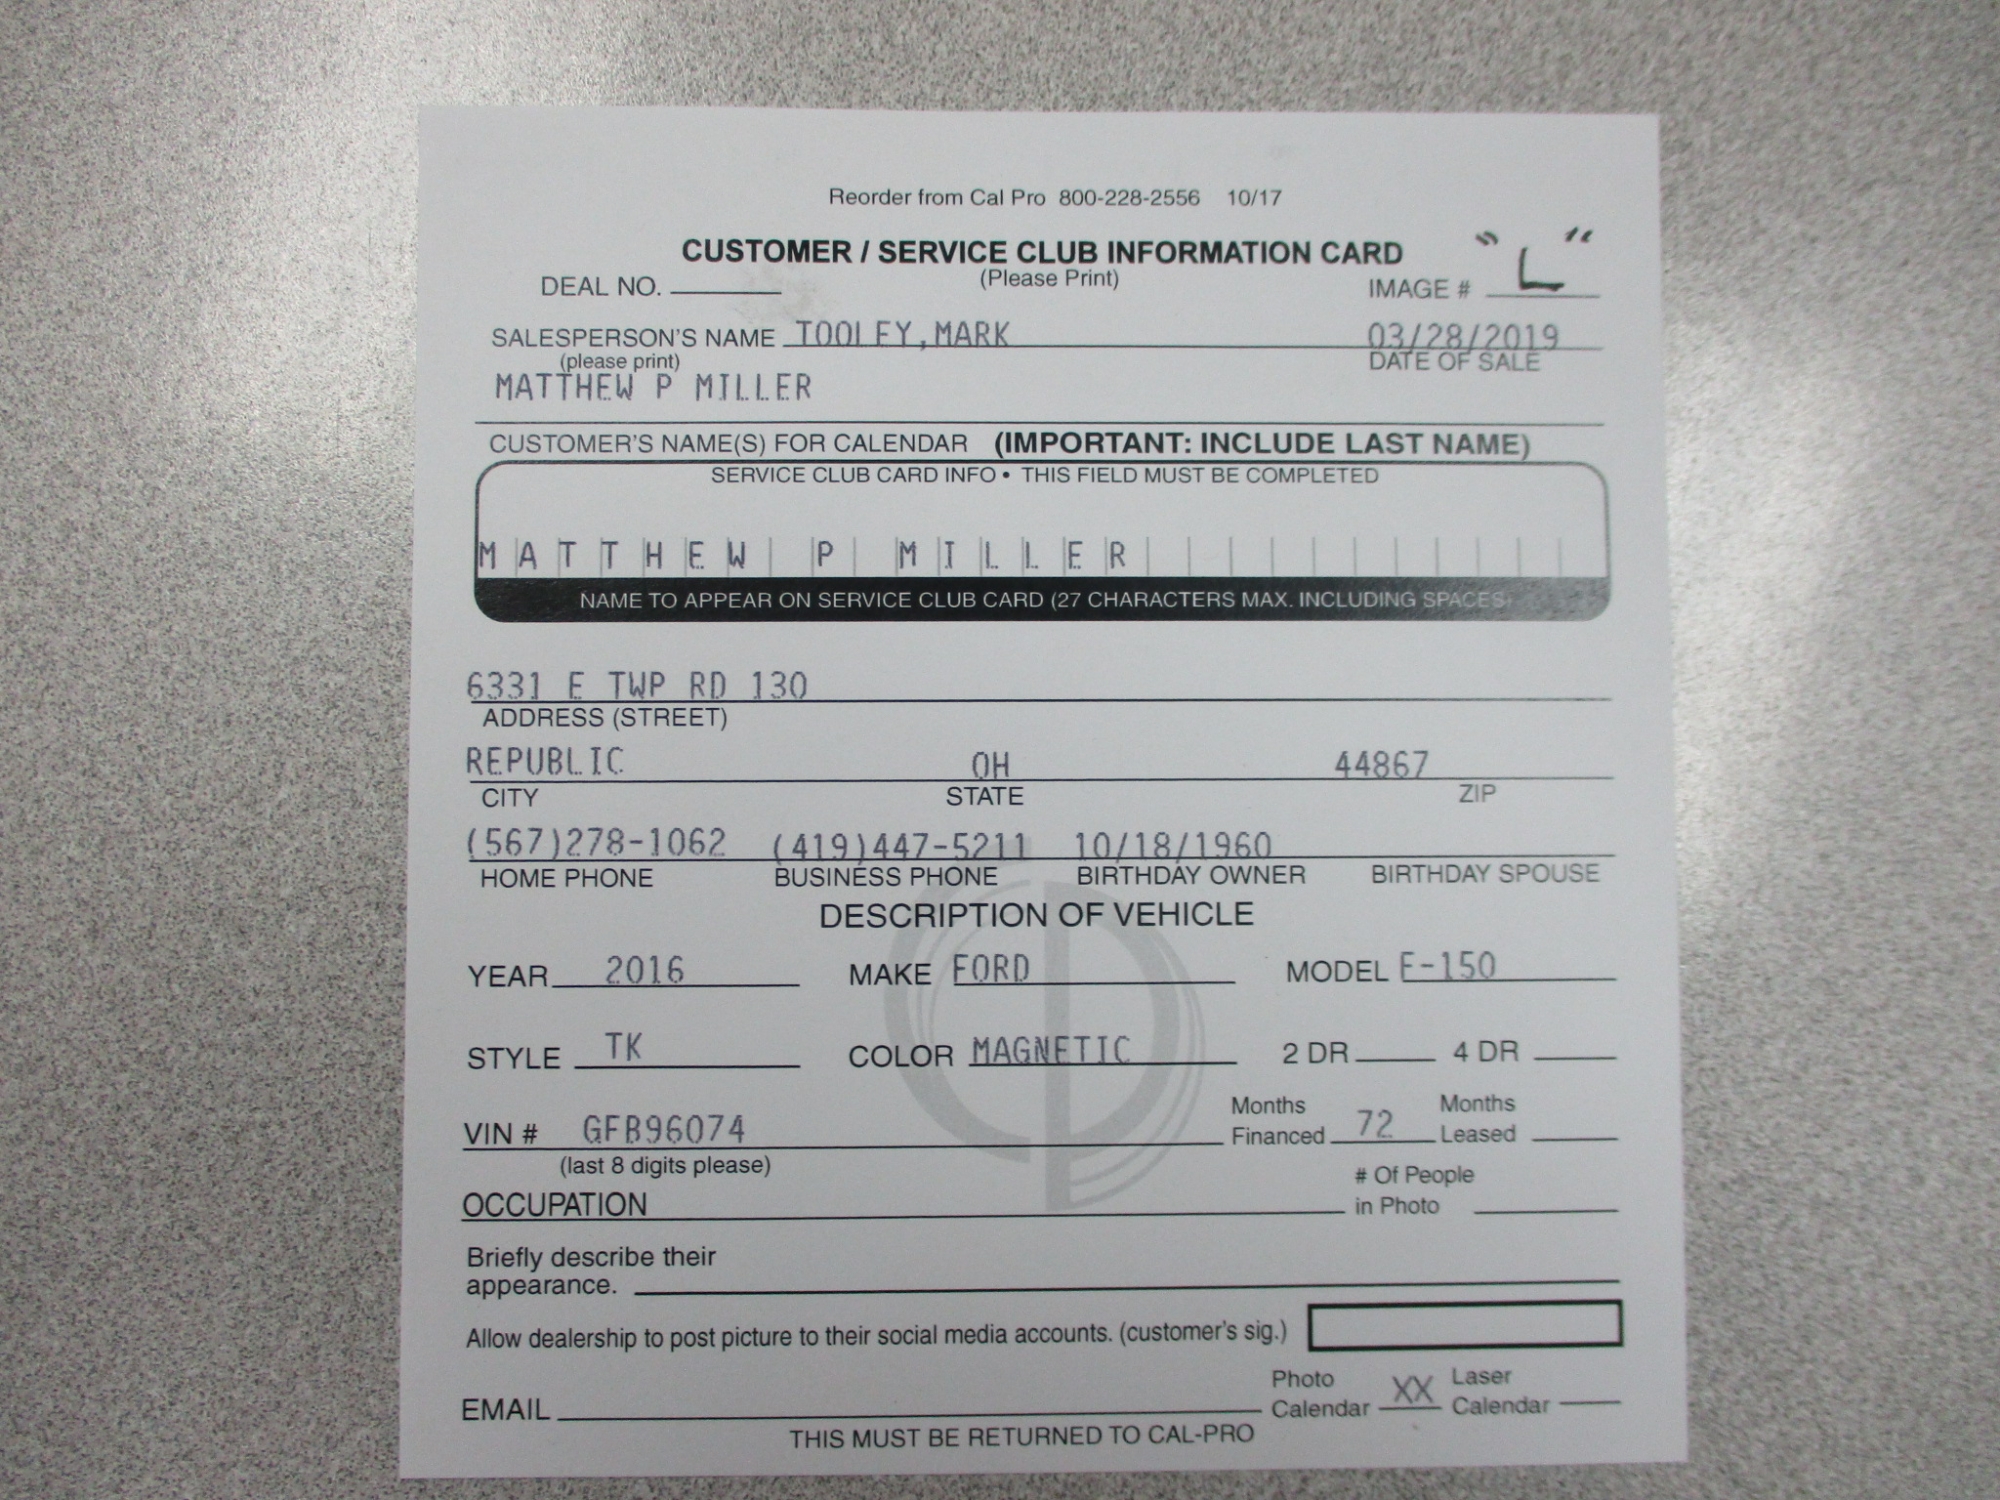 Reorder from Cal Pro 800-228-2556 10/17
CUSTOMER / SERVICE CLUB INFORMATION CARD
(Please Print)
DEAL NO. IMAGE # "L"
SALESPERSON'S NAME TOOLEY,MARK 03/28/2019
(please print) DATE OF SALE
MATTHEW P MILLER
CUSTOMER'S NAME(S) FOR CALENDAR (IMPORTANT: INCLUDE LAST NAME)
SERVICE CLUB CARD INFO • THIS FIELD MUST BE COMPLETED
MATTHEW P MILLER
NAME TO APPEAR ON SERVICE CLUB CARD (27 CHARACTERS MAX. INCLUDING SPACES)
6331 E TWP RD 130
ADDRESS (STREET)
REPUBLIC OH 44867
CITY STATE ZIP
(567)278-1062 (419)447-5211 10/18/1960
HOME PHONE BUSINESS PHONE BIRTHDAY OWNER BIRTHDAY SPOUSE
DESCRIPTION OF VEHICLE
YEAR 2016 MAKE FORD MODEL F-150
STYLE TK COLOR MAGNETIC 2 DR 4 DR
VIN # GFB96074 Months Financed 72 Months Leased
(last 8 digits please)
OCCUPATION # Of People in Photo
Briefly describe their
appearance.
Allow dealership to post picture to their social media accounts. (customer's sig.)
EMAIL Photo Calendar XX Laser Calendar
THIS MUST BE RETURNED TO CAL-PRO